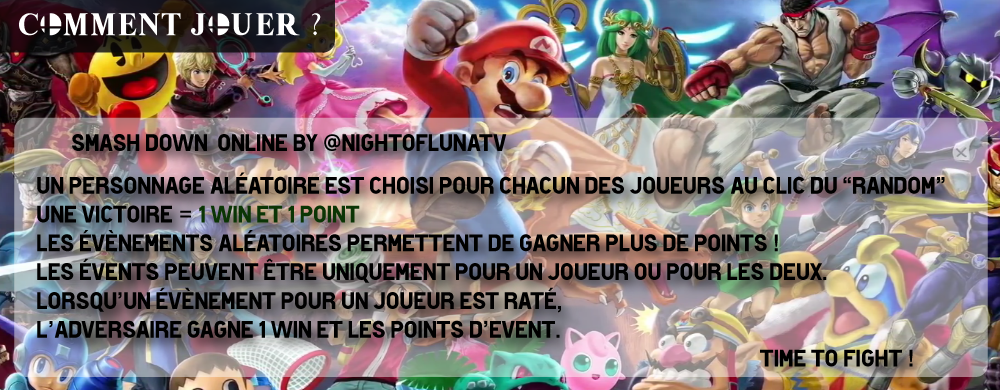 COMMENT JOUER ?
SMASH DOWN ONLINE BY @NIGHTOFLUNATV
UN PERSONNAGE ALÉATOIRE EST CHOISI POUR CHACUN DES JOUEURS AU CLIC DU “RANDOM”
UNE VICTOIRE = 1 WIN ET 1 POINT
LES ÉVÈNEMENTS ALÉATOIRES PERMETTENT DE GAGNER PLUS DE POINTS !
LES ÉVENTS PEUVENT ÊTRE UNIQUEMENT POUR UN JOUEUR OU POUR LES DEUX.
LORSQU’UN ÉVÈNEMENT POUR UN JOUEUR EST RATÉ,
L’ADVERSAIRE GAGNE 1 WIN ET LES POINTS D’EVENT.
TIME TO FIGHT !